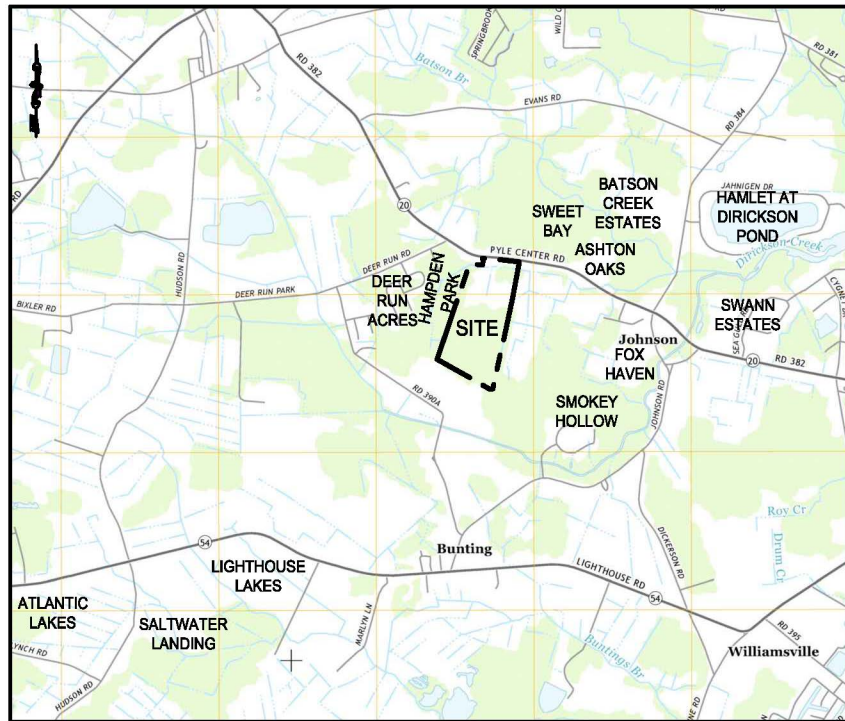 RD 382
SPRINGBROOK
WILD C
RD 381
Batson Br
EVANS RD
RD 384
RD
20
HUDSON RD
BATSON
CREEK
ESTATES
JAHNIGEN DR
HAMLET AT
DIRICKSON
POND
SWEET
BAY
ASHTON
OAKS
PYLE CENTER RD
DEER RUN RD
Dirickson Creek
DEER RUN PARK
BIXLER RD
DEER
RUN
ACRES
HAMPDEN
PARK
SITE
SWANN
ESTATES
Johnson
FOX
HAVEN
20
RD 382
RD 390A
SMOKEY
HOLLOW
JOHNSON RD
Roy Cr
Drum Cr
Bunting
54
LIGHTHOUSE
LAKES
LIGHTHOUSE RD
54
DICKERSON RD
ATLANTIC
LAKES
SALTWATER
LANDING
MARLYN LN
RD 395
Williamsville
YNCH RD
HUDSON RD
Buntings Br